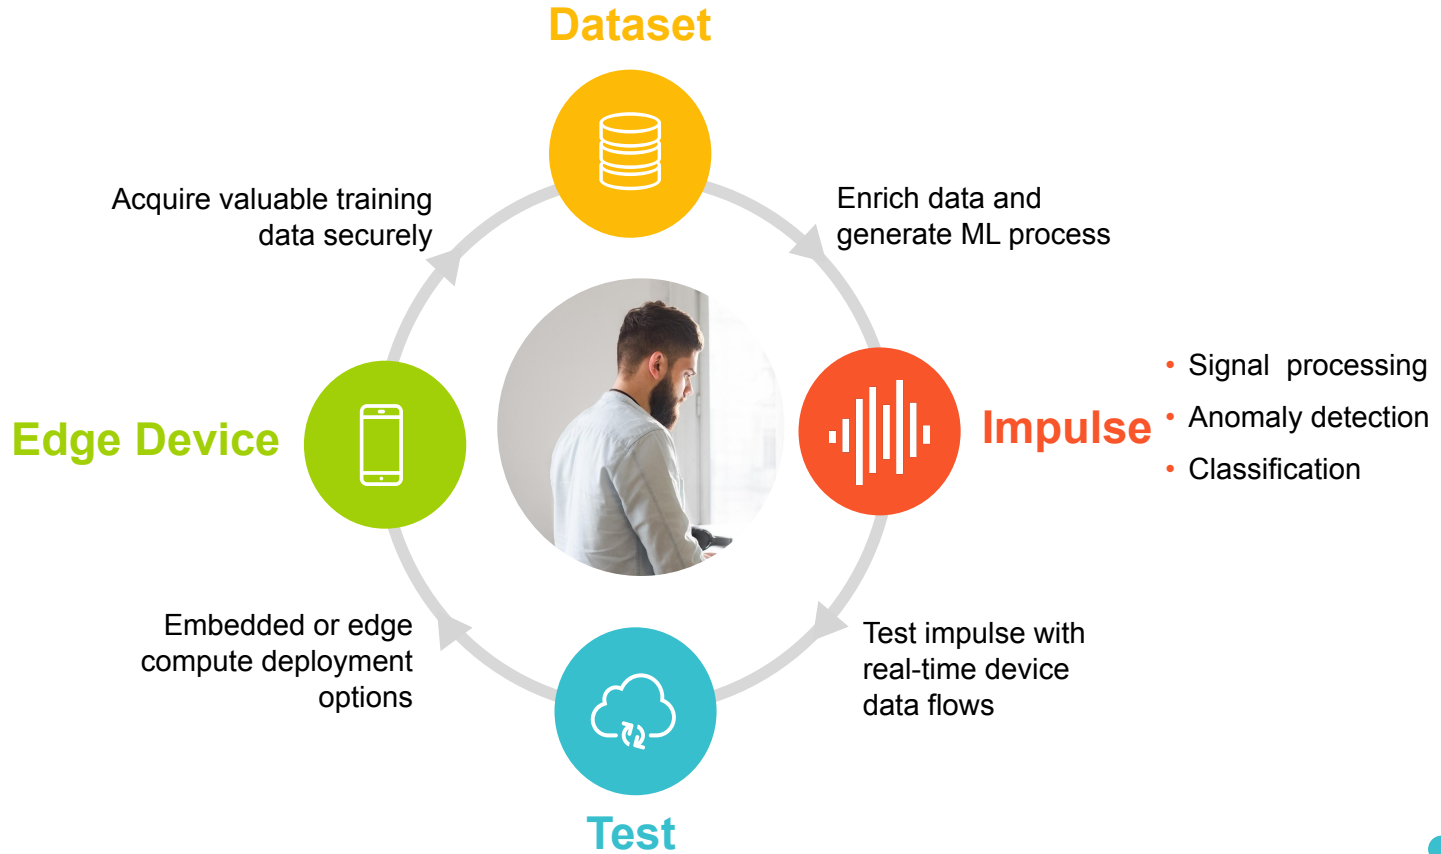 Dataset
Acquire valuable training
data securely
Enrich data and
generate ML process
Edge Device
Impulse
• Signal processing
• Anomaly detection
• Classification
Embedded or edge
compute deployment
options
Test impulse with
real-time device
data flows
Test